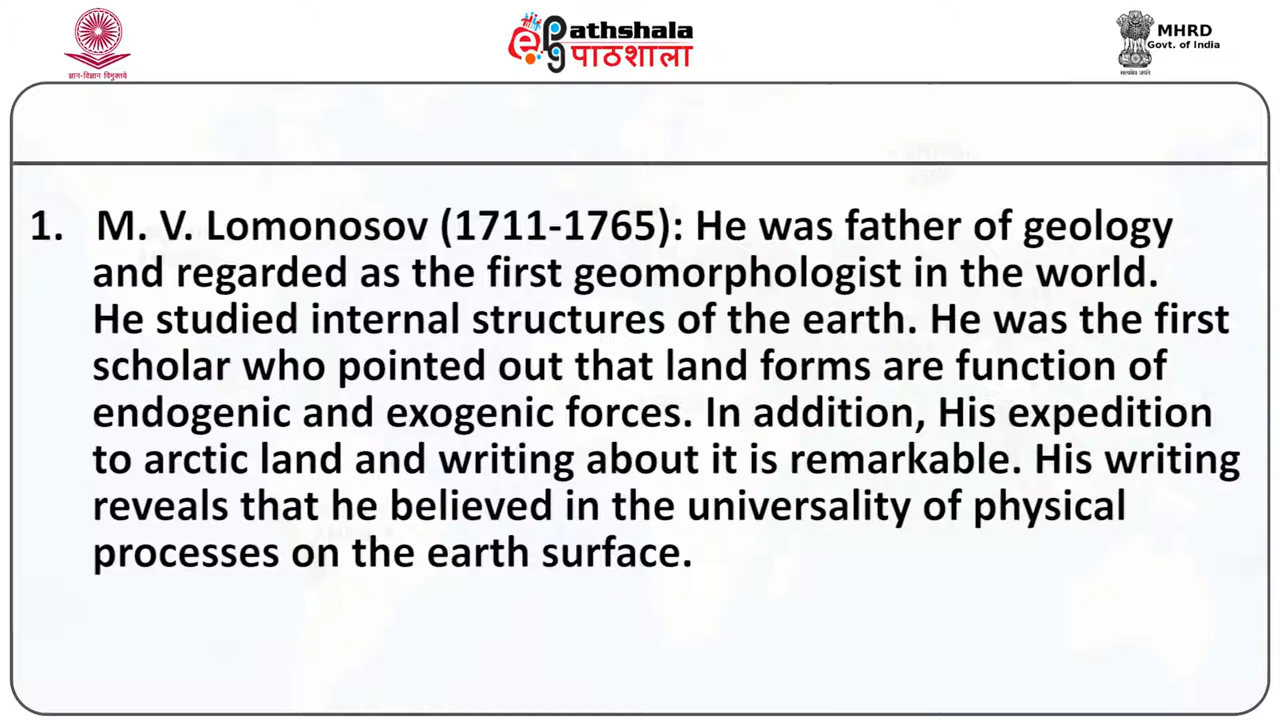 ज्ञान-विज्ञान विमुक्तये
Pathshala
पाठशाला
MHRD
Govt. of India
सत्यमेव जयते
1. M. V. Lomonosov (1711-1765): He was father of geology
and regarded as the first geomorphologist in the world.
He studied internal structures of the earth. He was the first
scholar who pointed out that land forms are function of
endogenic and exogenic forces. In addition, His expedition
to arctic land and writing about it is remarkable. His writing
reveals that he believed in the universality of physical
processes on the earth surface.